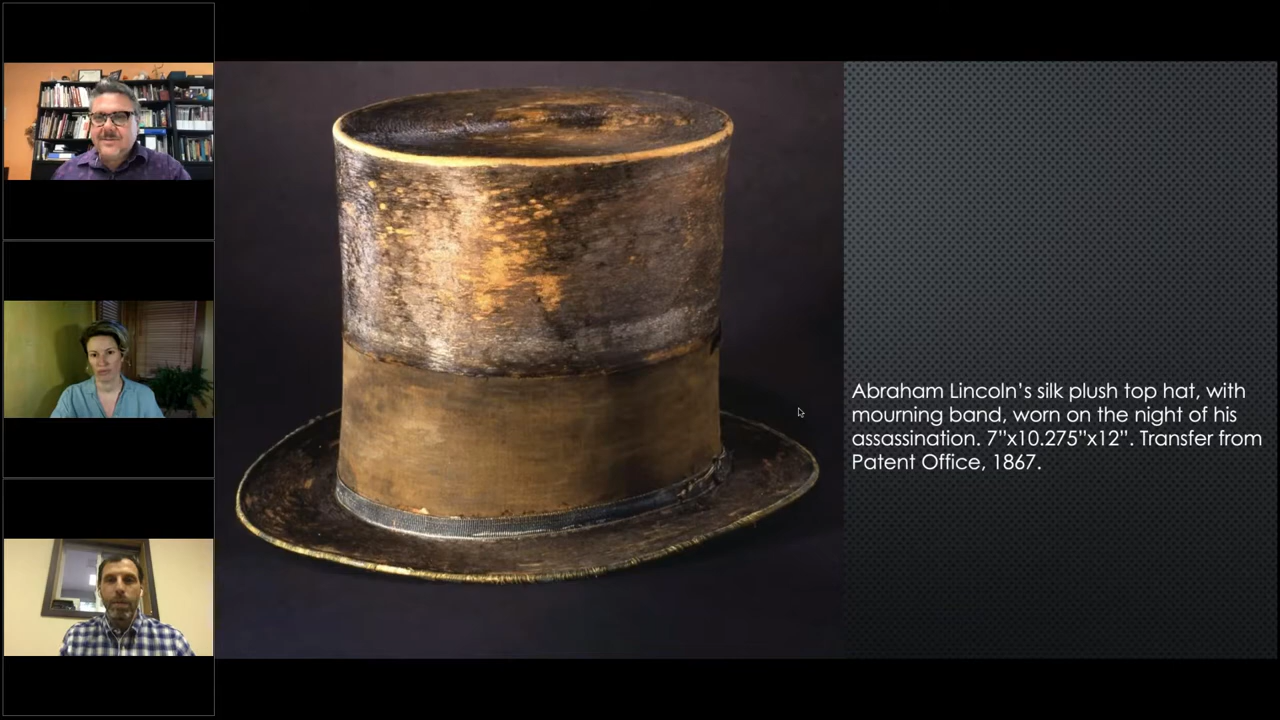 Abraham Lincoln’s silk plush top hat, with
mourning band, worn on the night of his
assassination. 7”x10.275”x12”. Transfer from
Patent Office, 1867.